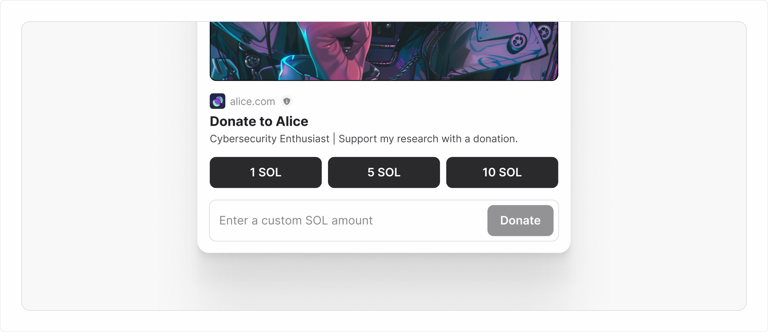 alice.com
Donate to Alice
Cybersecurity Enthusiast | Support my research with a donation.
1 SOL
5 SOL
10 SOL
Enter a custom SOL amount
Donate